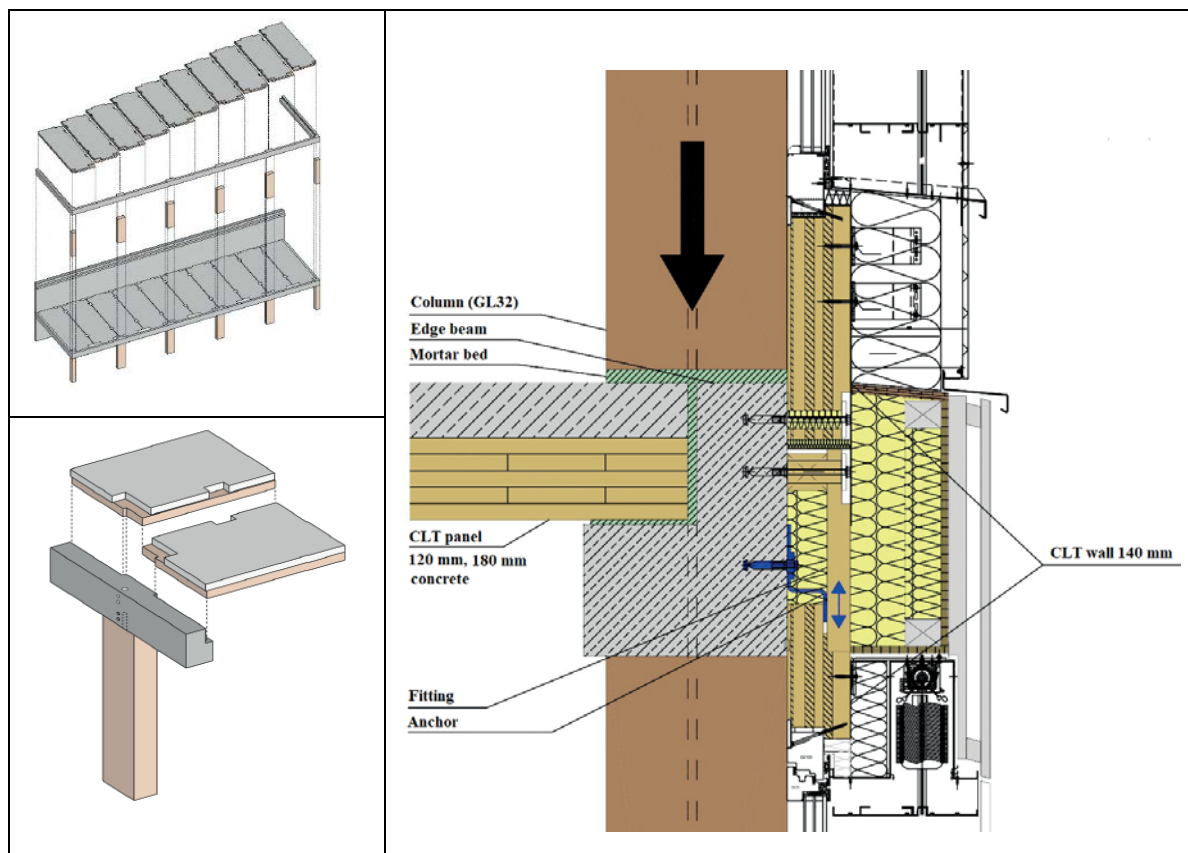 Column (GL32)
Edge beam
Mortar bed
CLT panel
120 mm, 180 mm
concrete
CLT wall 140 mm
Fitting
Anchor